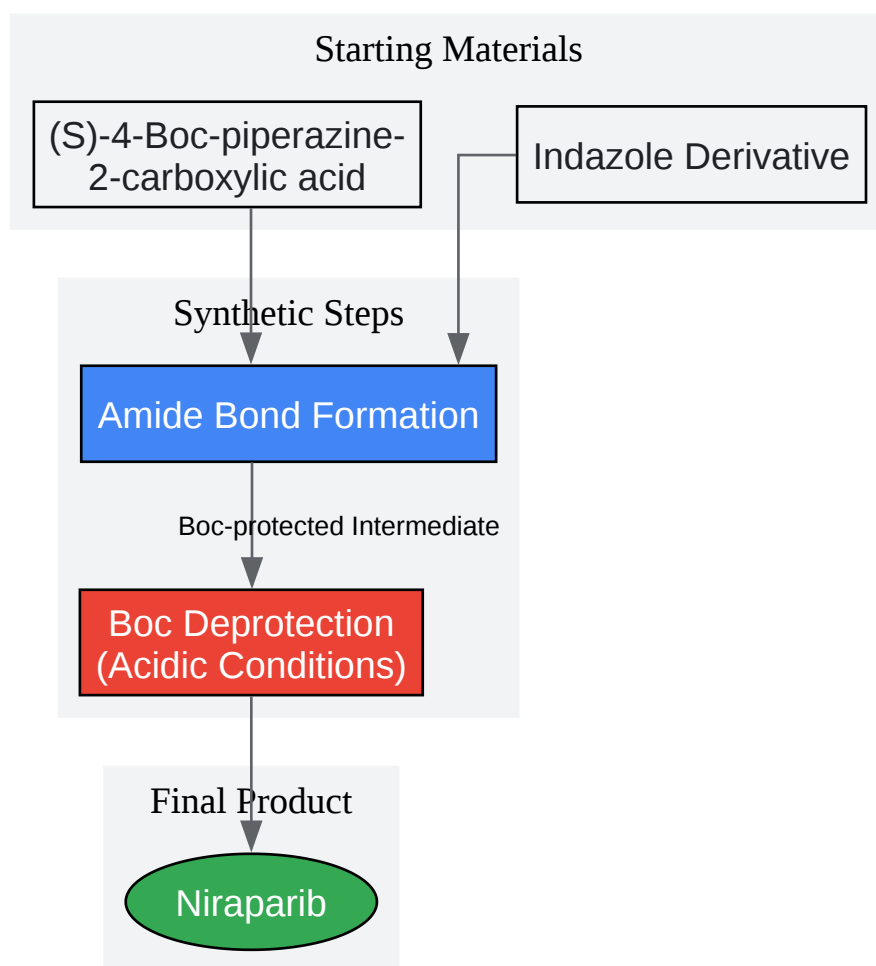 Starting Materials
(S)-4-Boc-piperazine-
2-carboxylic acid
Indazole Derivative
Synthetic Steps
Amide Bond Formation
Boc-protected Intermediate
Boc Deprotection
(Acidic Conditions)
Final Product
Niraparib